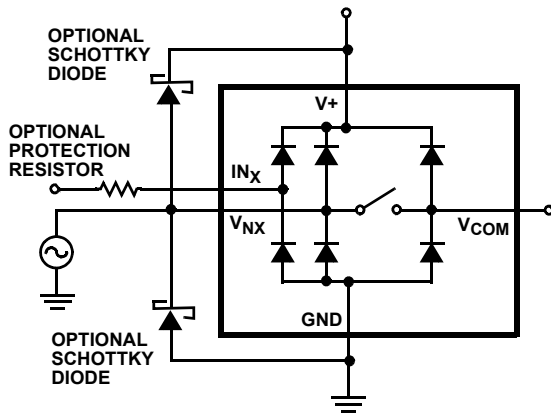 OPTIONAL
SCHOTTKY
DIODE
V+
OPTIONAL
PROTECTION
RESISTOR
INX
VNX
VCOM
GND
OPTIONAL
SCHOTTKY
DIODE